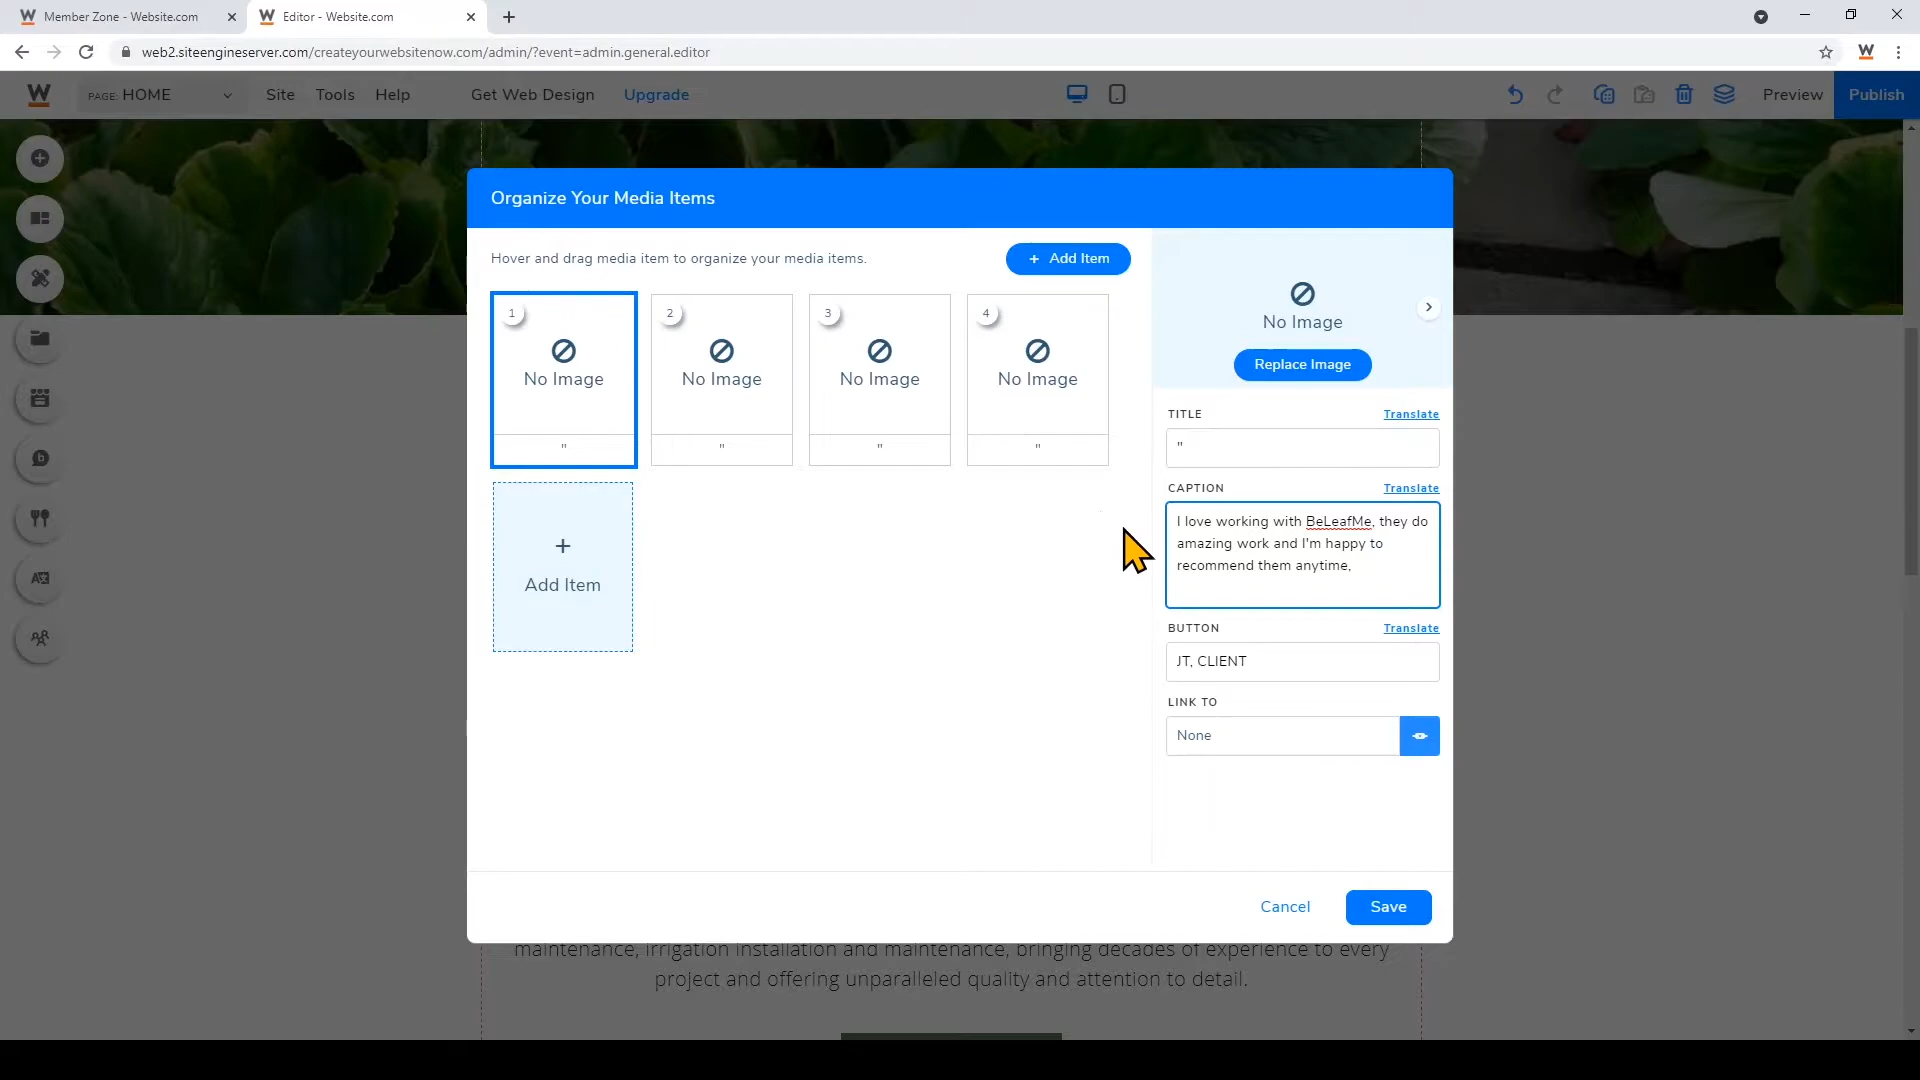 Member Zone - Website.com
Editor - Website.com
web2.siteengineserver.com/createyourwebsitenow.com/admin/?event=admin.general.editor
W
PAGE: HOME
Site
Tools
Help
Get Web Design
Upgrade
Preview
Publish
Organize Your Media Items
Hover and drag media item to organize your media items.
+ Add Item
1
No Image
"
2
No Image
"
3
No Image
"
4
No Image
"
+
Add Item
No Image
Replace Image
TITLE
Translate
"
CAPTION
Translate
I love working with BeLeafMe, they do
amazing work and I'm happy to
recommend them anytime,
BUTTON
Translate
JT, CLIENT
LINK TO
None
Cancel
Save
maintenance, irrigation installation and maintenance, bringing decades of experience to every
project and offering unparalleled quality and attention to detail.